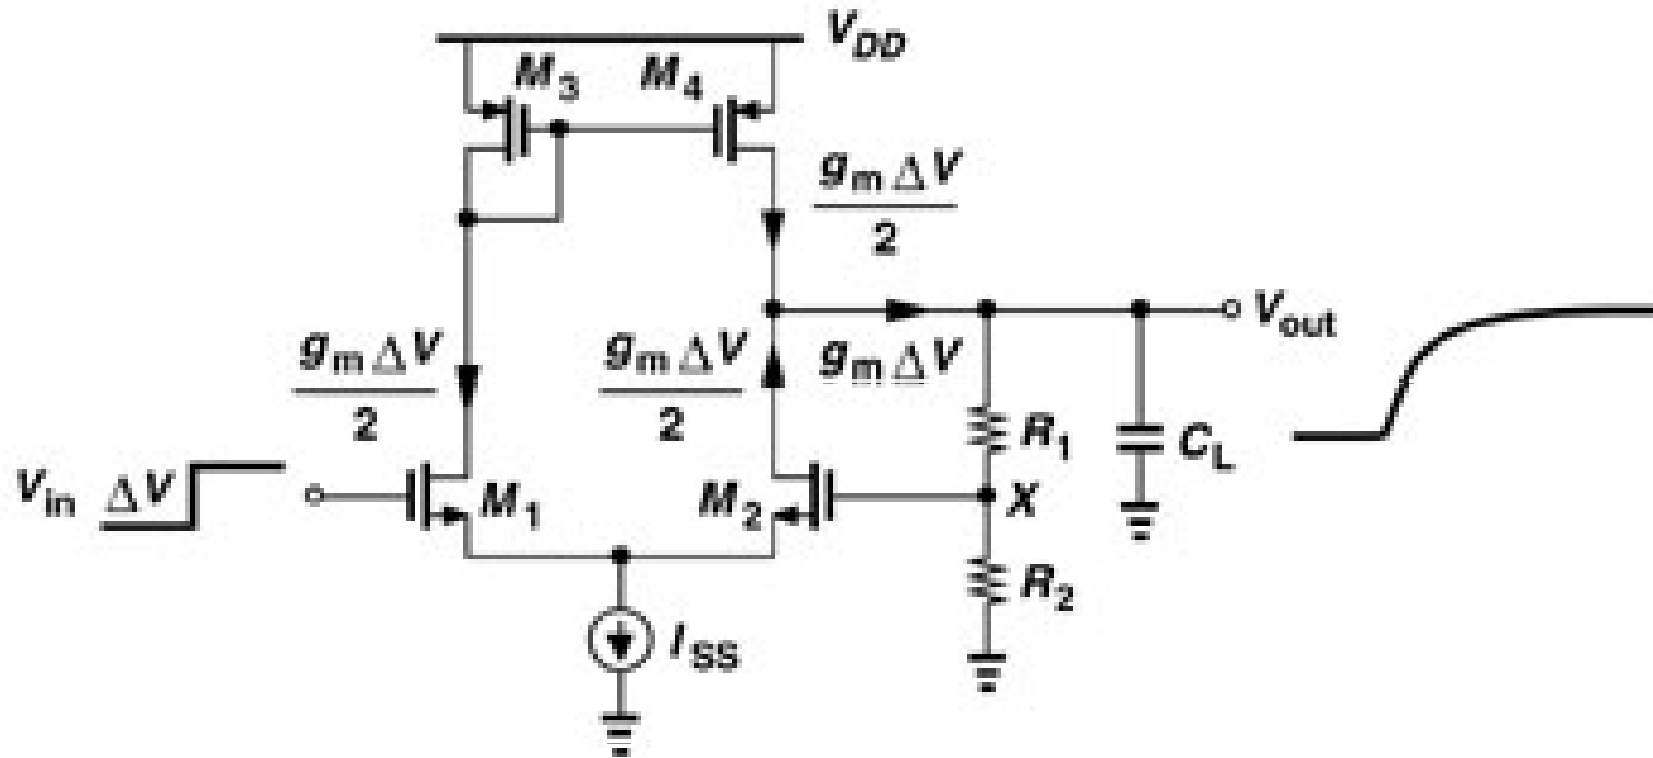 V_DD
M_3
M_4
g_m ΔV
2
g_m ΔV
2
g_m ΔV
2
g_m ΔV
V_out
V_in ΔV
M_1
M_2
X
R_1
C_L
R_2
I_SS